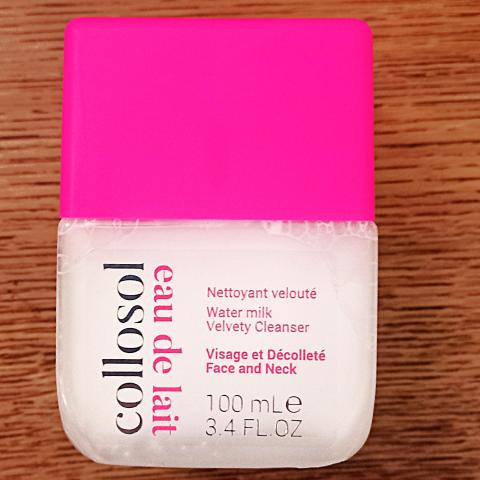 collosol
eau de lait
Nettoyant velouté
Water milk
Velvety Cleanser
Visage et Décolleté
Face and Neck
100 mLe
3.4 FL.OZ